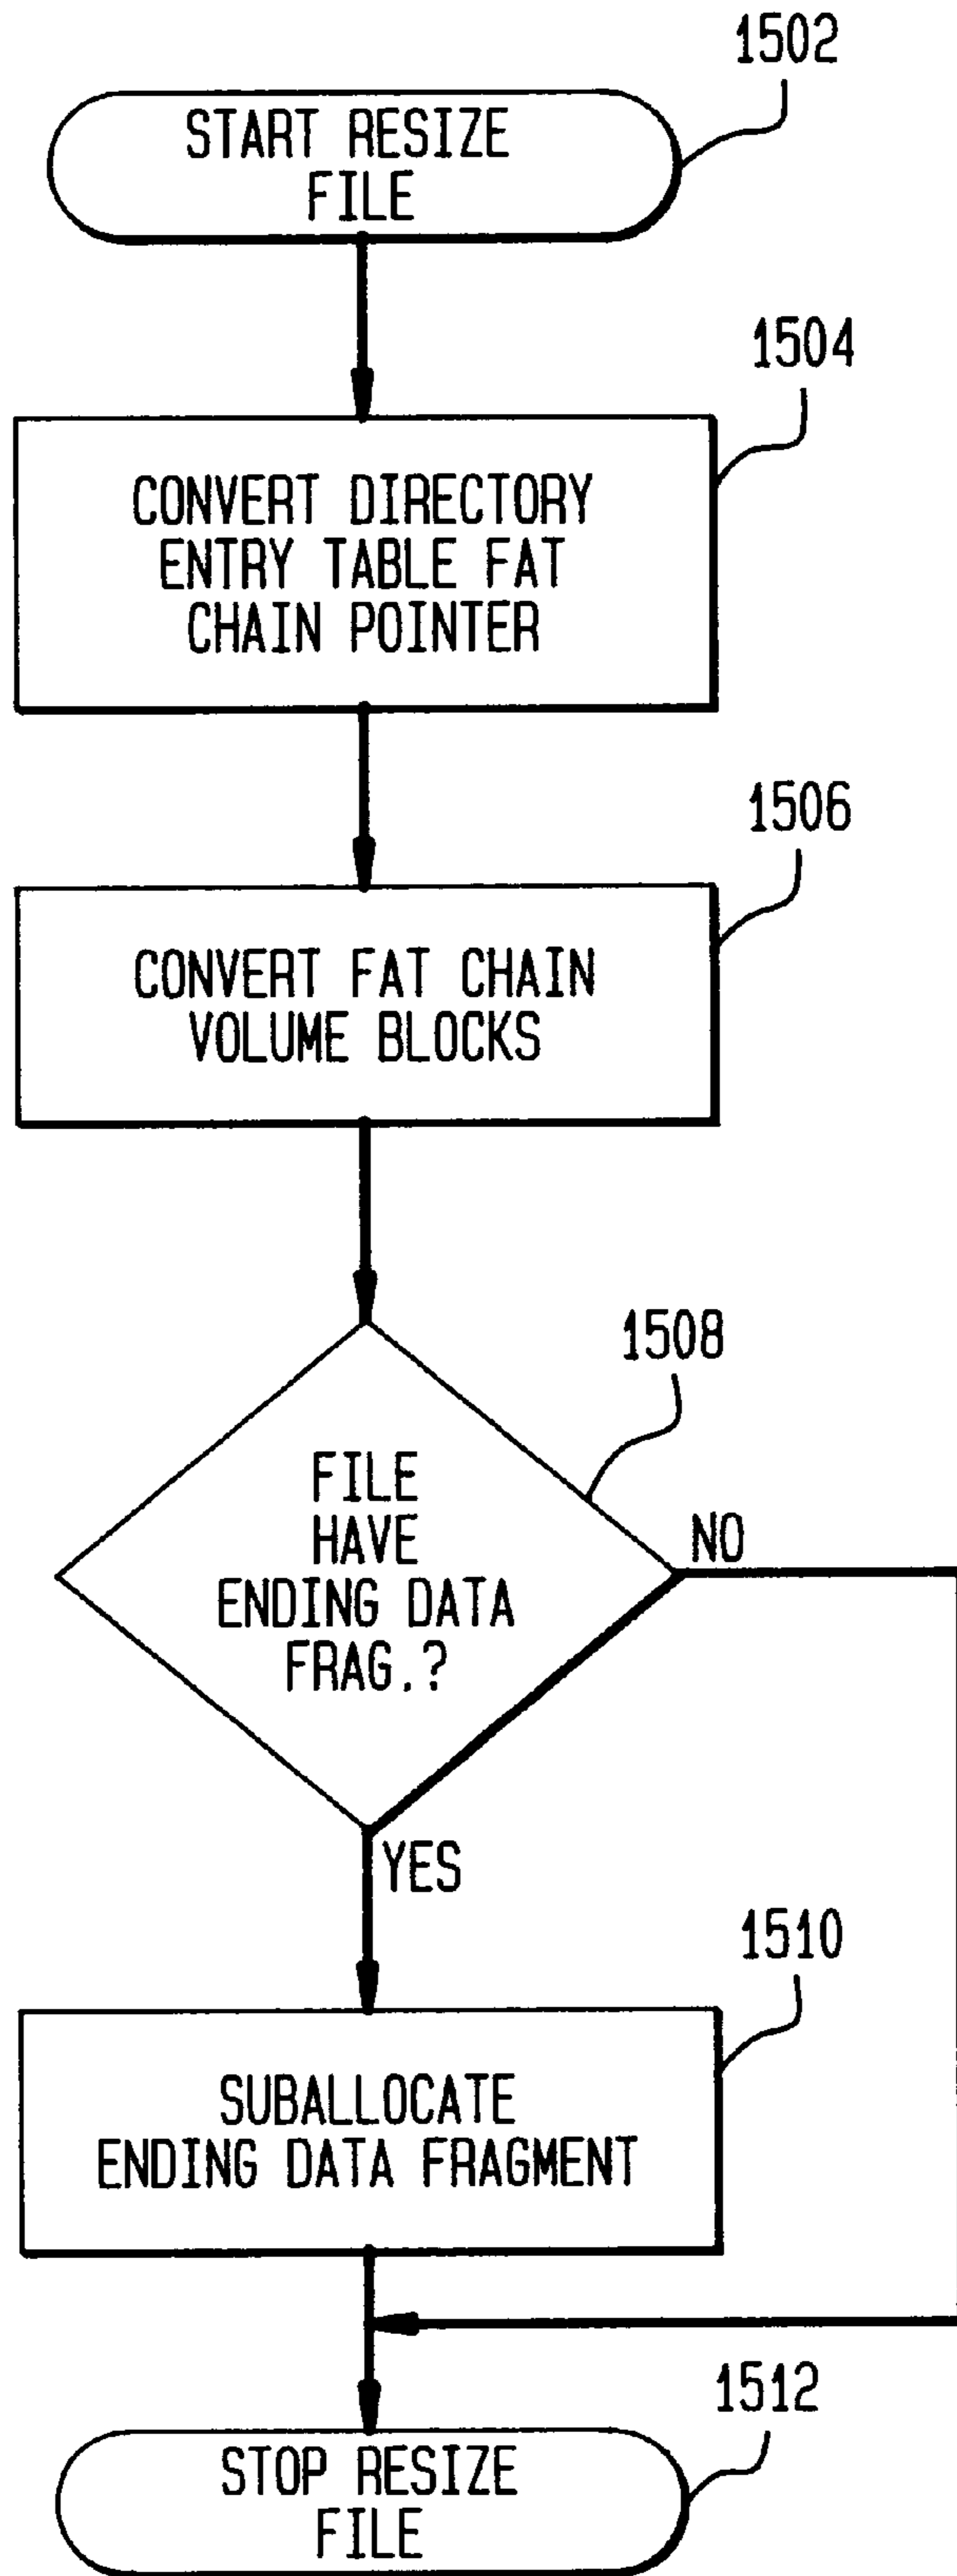 1502
START RESIZE
FILE
1504
CONVERT DIRECTORY
ENTRY TABLE FAT
CHAIN POINTER
1506
CONVERT FAT CHAIN
VOLUME BLOCKS
1508
FILE
HAVE
ENDING DATA
FRAG.?
NO
YES
1510
SUBALLOCATE
ENDING DATA FRAGMENT
1512
STOP RESIZE
FILE